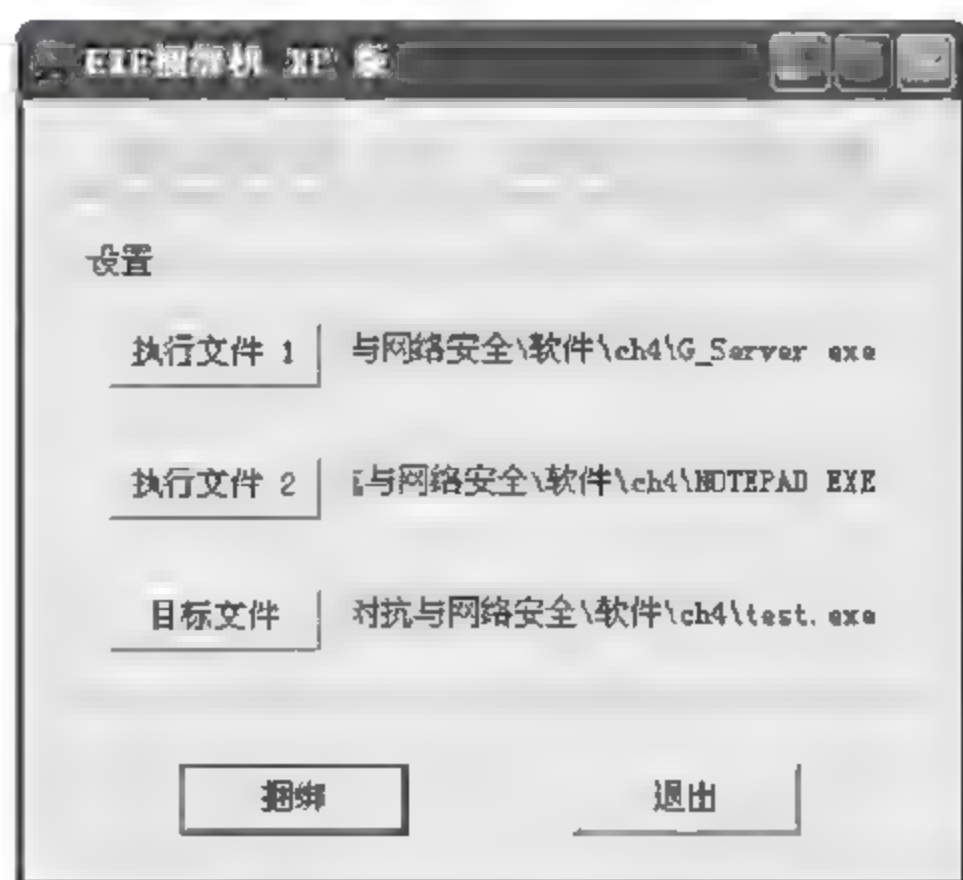 EXE捆绑机 XP 版
设置
执行文件 1 与网络安全\软件\ch4\G_Server exe
执行文件 2 与网络安全\软件\ch4\NOTEPAD EXE
目标文件 对抗与网络安全\软件\ch4\test.exe
捆绑 退出